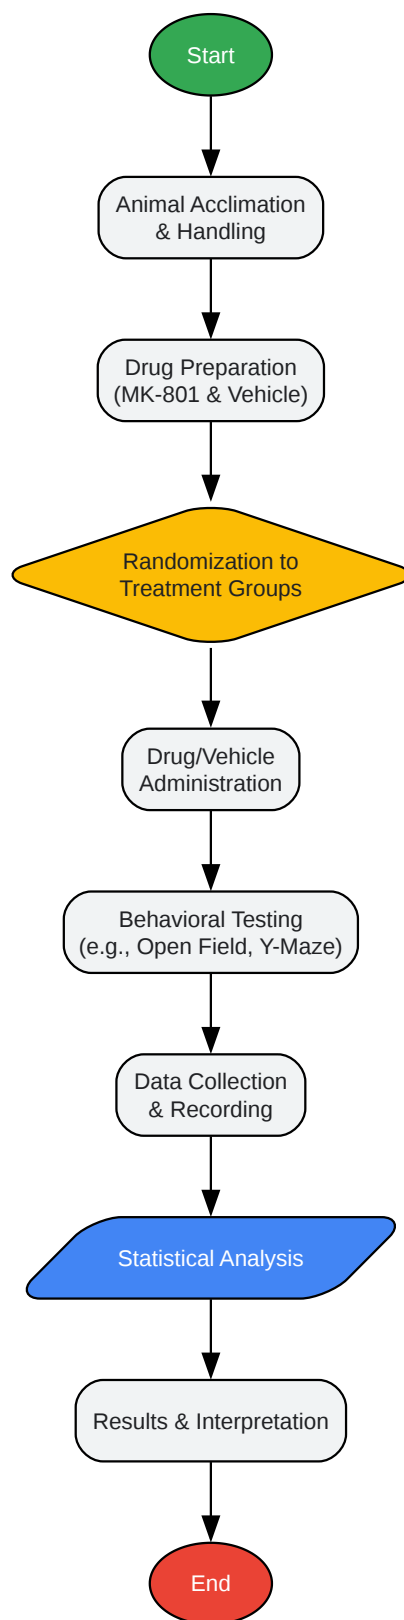 Start
Animal Acclimation
& Handling
Drug Preparation
(MK-801 & Vehicle)
Randomization to
Treatment Groups
Drug/Vehicle
Administration
Behavioral Testing
(e.g., Open Field, Y-Maze)
Data Collection
& Recording
Statistical Analysis
Results & Interpretation
End